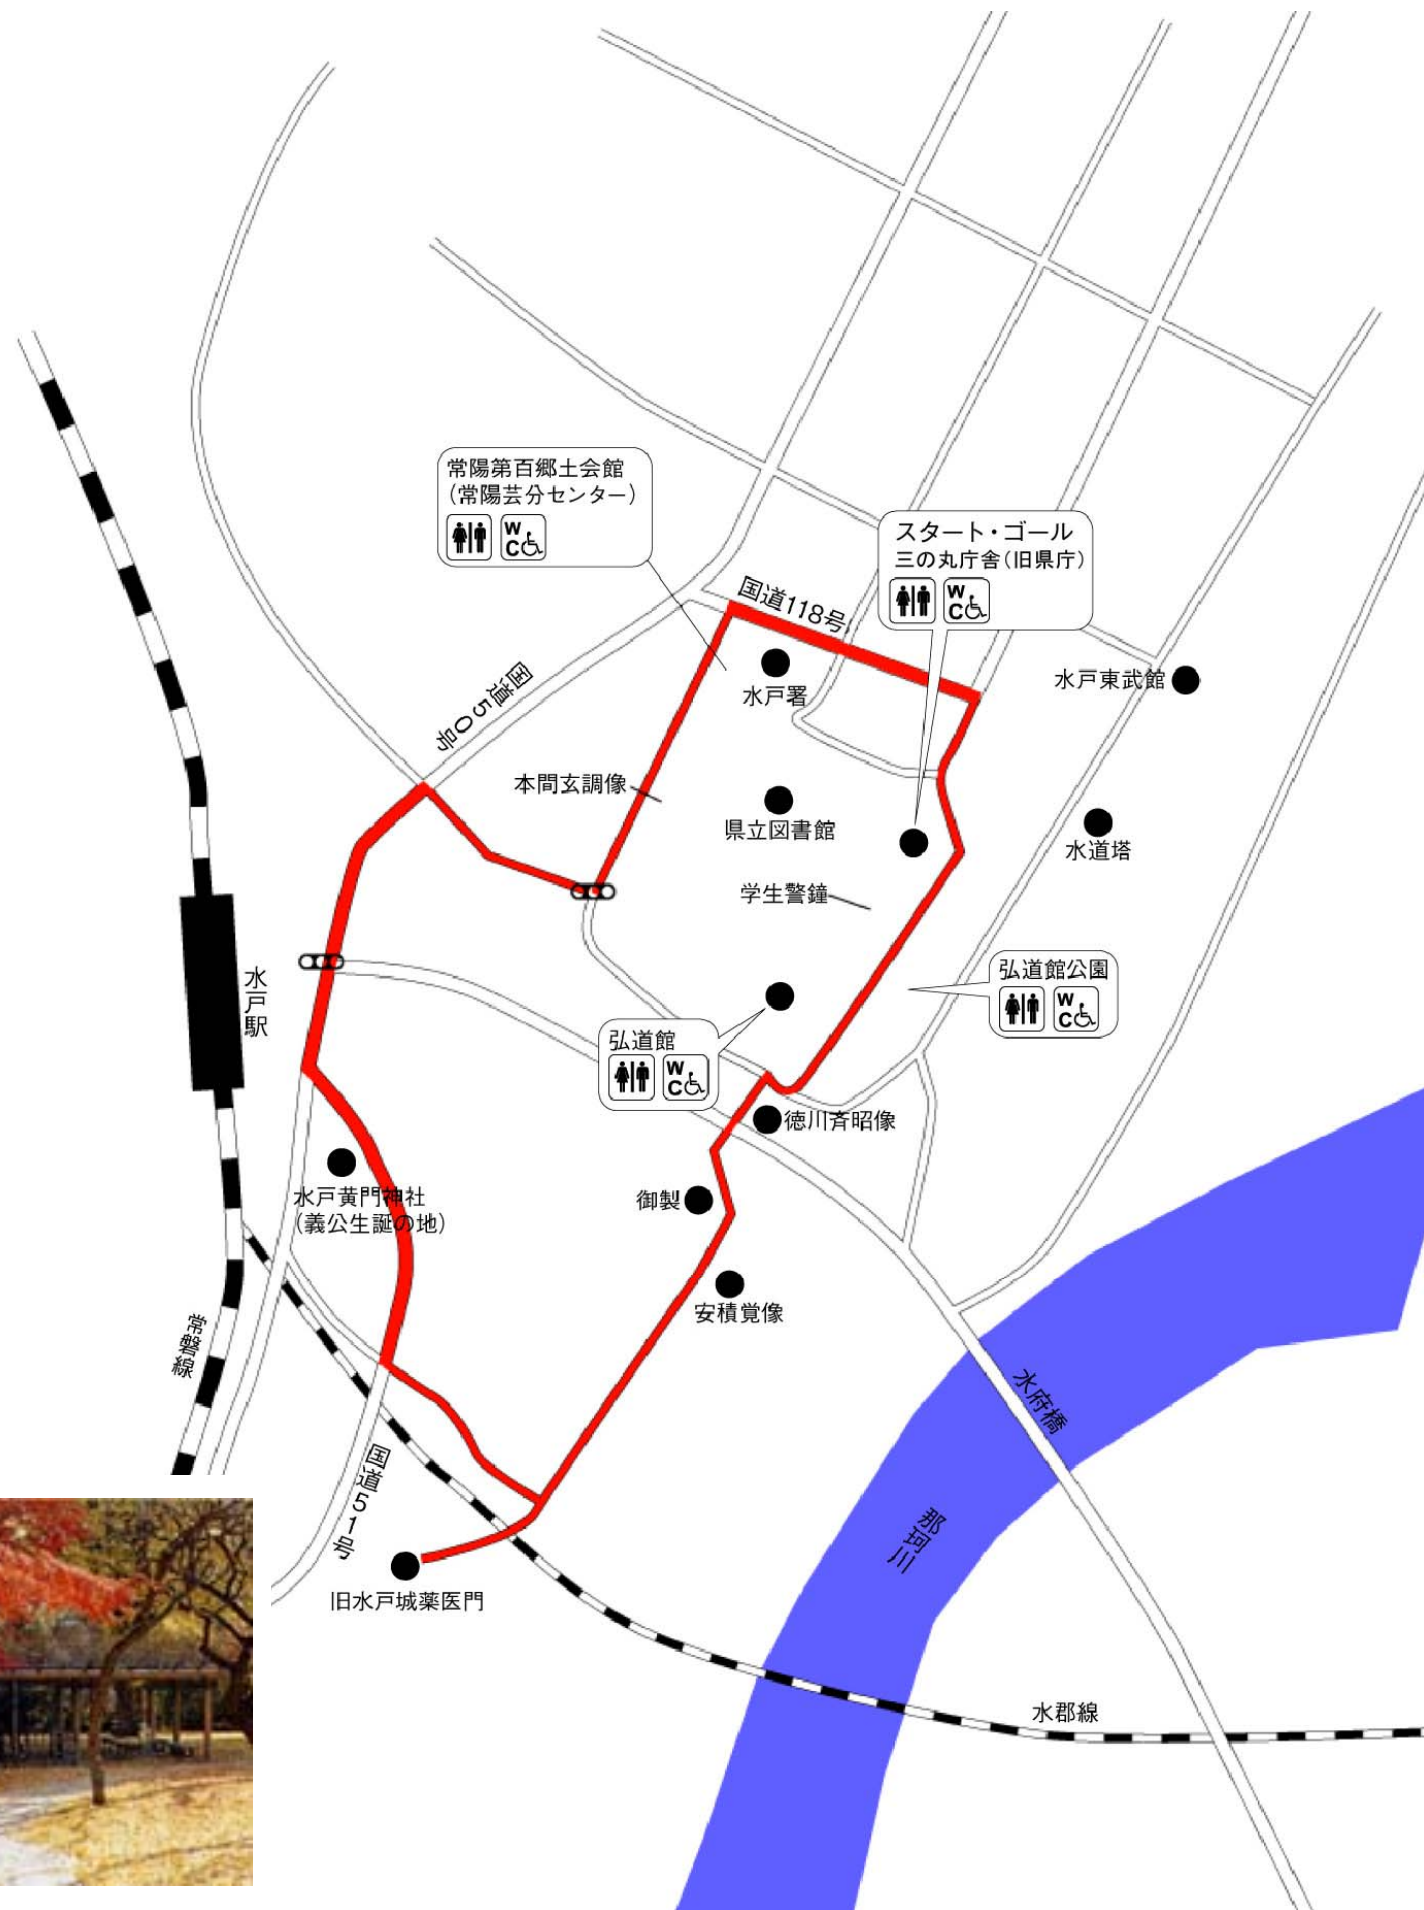 常陽第百郷土会館
（常陽芸分センター）
W
C
スタート・ゴール
三の丸庁舎（旧県庁）
W
C
国道118号
水戸署
水戸東武館
国道50号
本間玄調像
県立図書館
水道塔
学生警鐘
水戸駅
弘道館公園
W
C
弘道館
W
C
徳川斉昭像
水戸黄門神社
（義公生誕の地）
御製
安積覚像
常磐線
水府橋
国道51号
那珂川
旧水戸城薬医門
水郡線